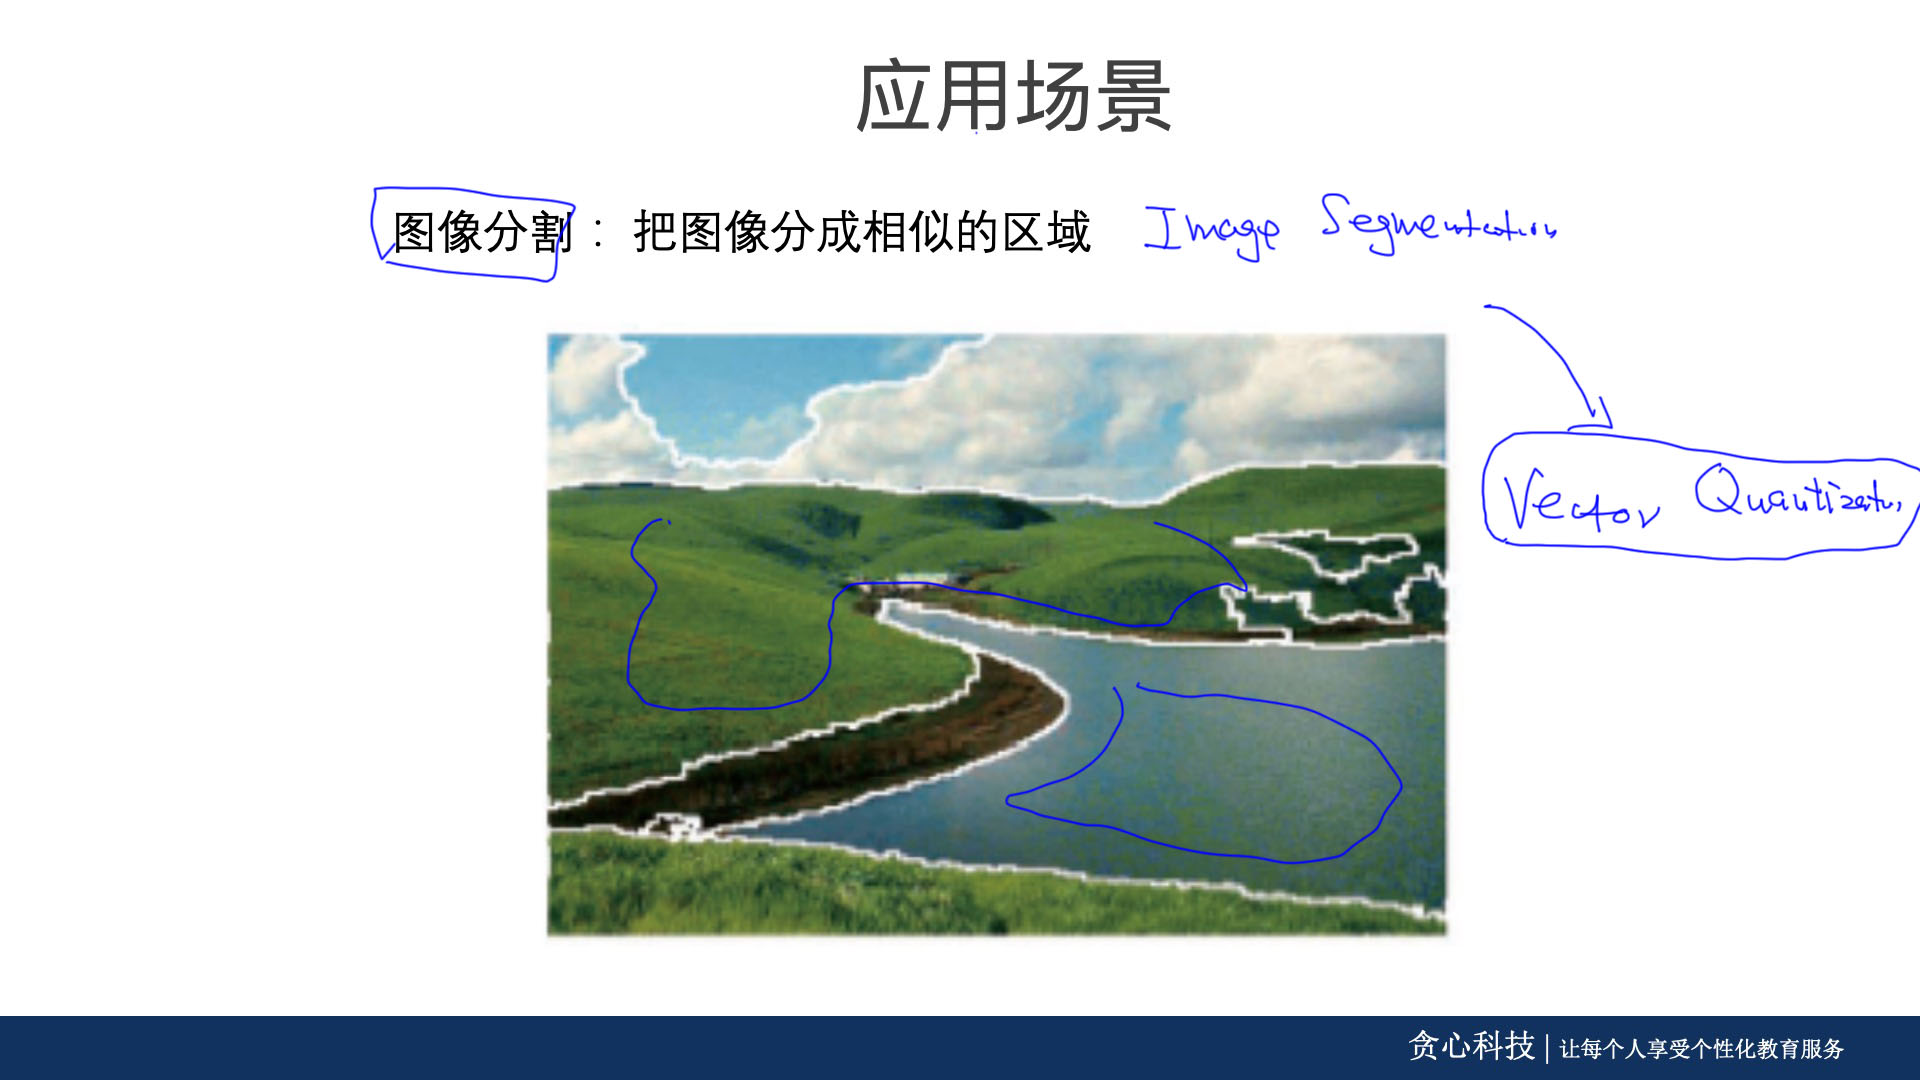 应用场景
图像分割： 把图像分成相似的区域 Image Segmentation
Vector Quantization
贪心科技 | 让每个人享受个性化教育服务